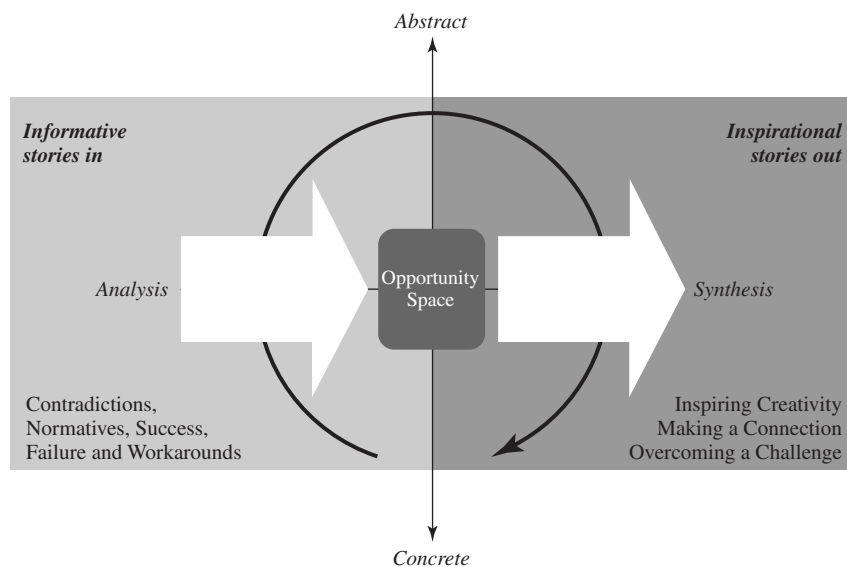 Abstract
Informative
stories in
Inspirational
stories out
Analysis
Opportunity
Space
Synthesis
Contradictions,
Normatives, Success,
Failure and Workarounds
Inspiring Creativity
Making a Connection
Overcoming a Challenge
Concrete